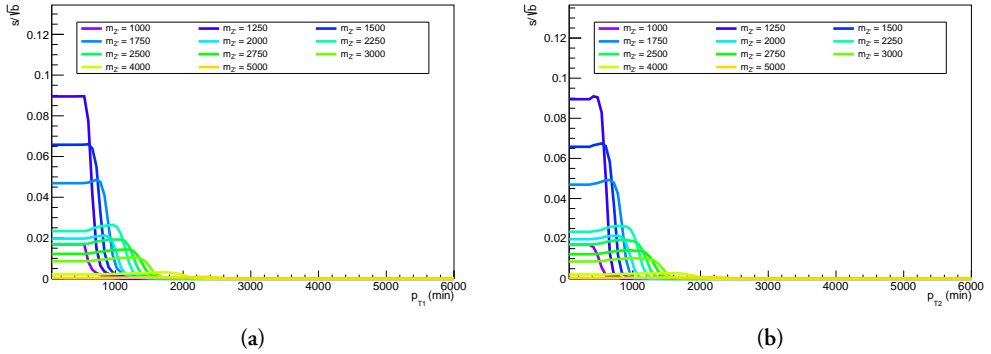 s/√b
0.12
0.1
0.08
0.06
0.04
0.02
0
m_Z' = 1000 m_Z' = 1250 m_Z' = 1500
m_Z' = 1750 m_Z' = 2000 m_Z' = 2250
m_Z' = 2500 m_Z' = 2750 m_Z' = 3000
m_Z' = 4000 m_Z' = 5000
1000 2000 3000 4000 5000 6000
p_T1 (min)
(a)
s/√b
0.12
0.1
0.08
0.06
0.04
0.02
0
m_Z' = 1000 m_Z' = 1250 m_Z' = 1500
m_Z' = 1750 m_Z' = 2000 m_Z' = 2250
m_Z' = 2500 m_Z' = 2750 m_Z' = 3000
m_Z' = 4000 m_Z' = 5000
1000 2000 3000 4000 5000 6000
p_T2 (min)
(b)